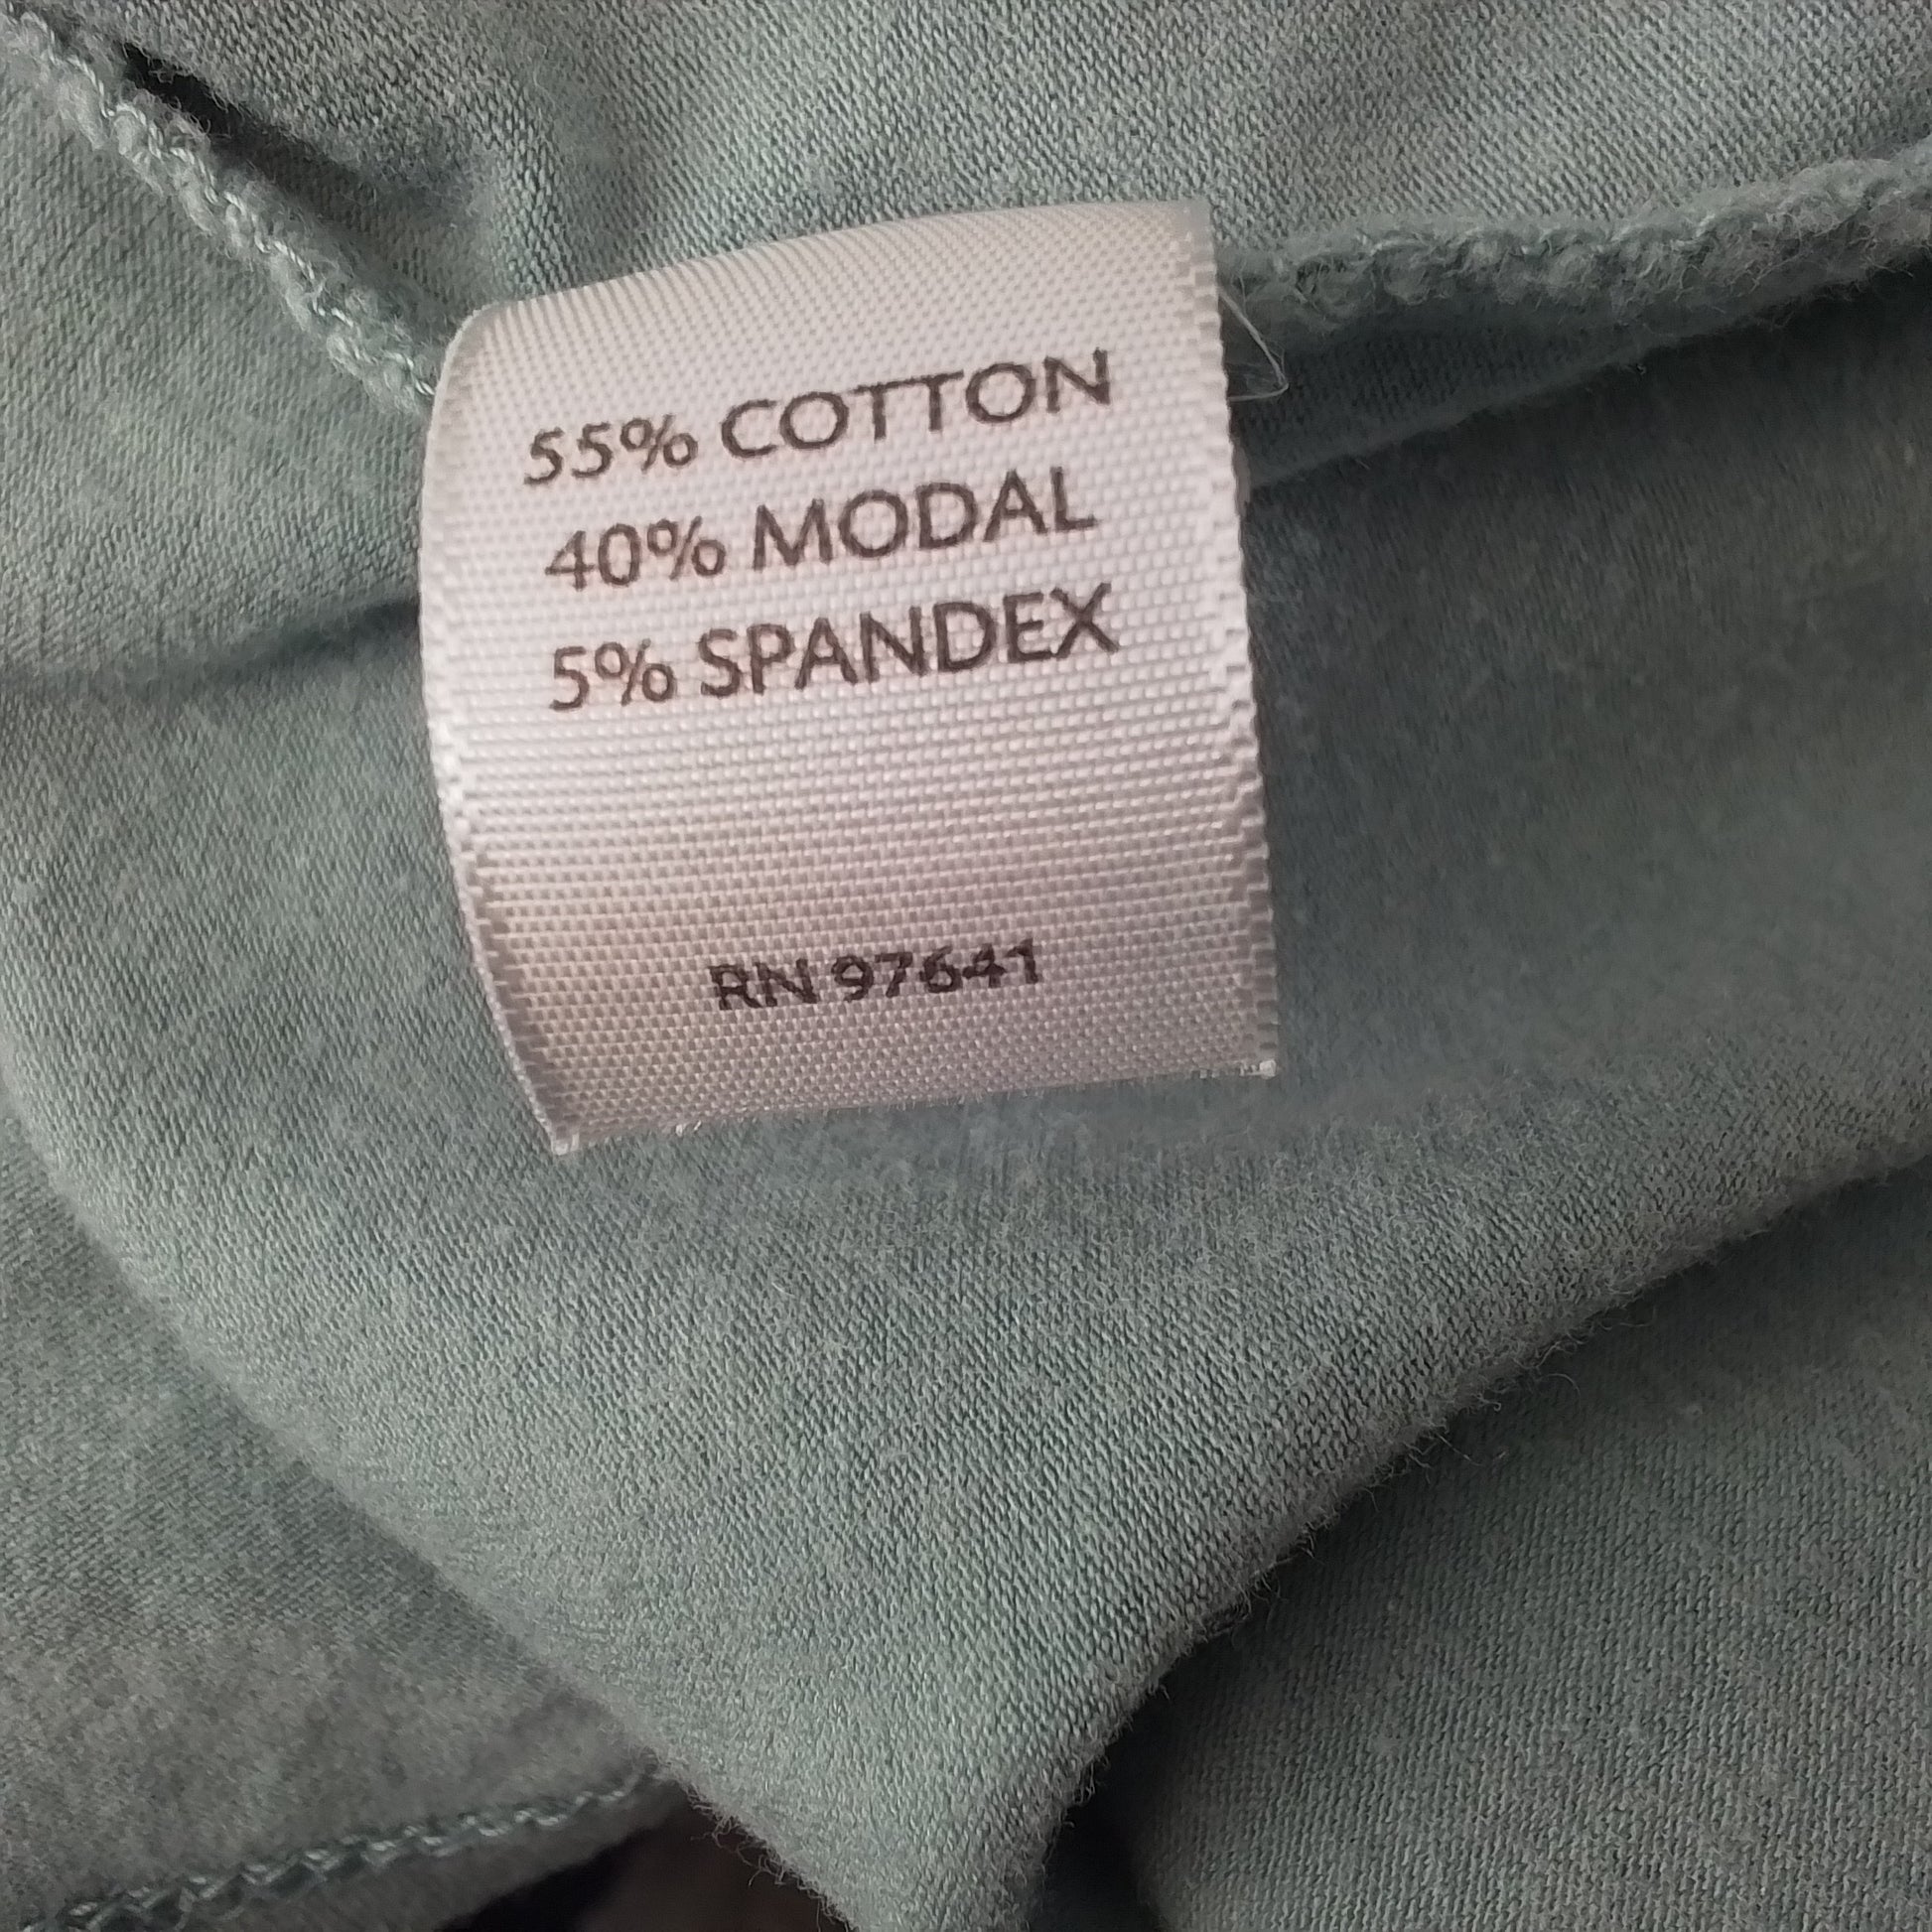 55% COTTON
40% MODAL
5% SPANDEX
RN 97641